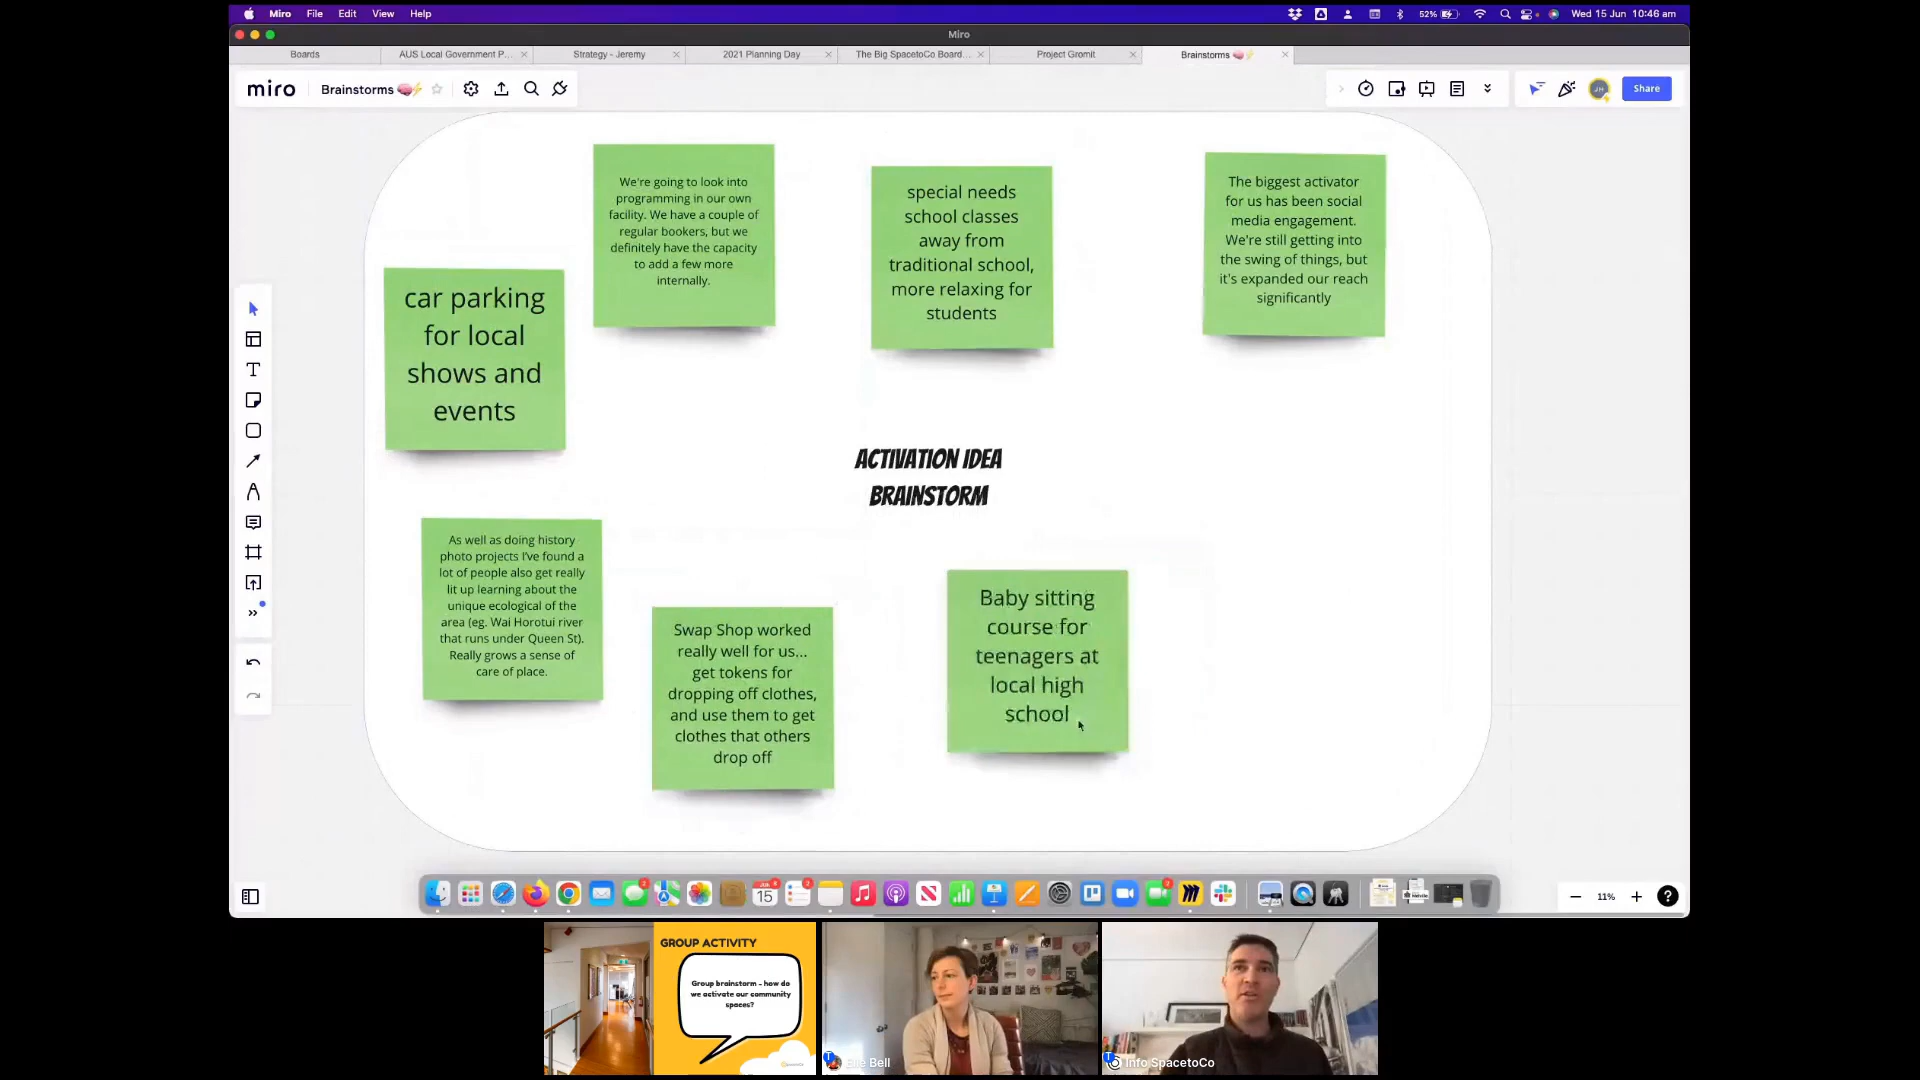 Miro File Edit View Help
52%
Wed 15 Jun 10:46 am
Miro
Boards
AUS Local Government P...
Strategy - Jeremy
2021 Planning Day
The Big SpacetoCo Board...
Project Gromit
Brainstorms
miro
Brainstorms
Share
We're going to look into
programming in our own
facility. We have a couple of
regular bookers, but we
definitely have the capacity
to add a few more
internally.
special needs
school classes
away from
traditional school,
more relaxing for
students
The biggest activator
for us has been social
media engagement.
We're still getting into
the swing of things, but
it's expanded our reach
significantly
car parking
for local
shows and
events
ACTIVATION IDEA
BRAINSTORM
As well as doing history
photo projects I've found a
lot of people also get really
lit up learning about the
unique ecological of the
area (eg. Wai Horotui river
that runs under Queen St).
Really grows a sense of
care of place.
Swap Shop worked
really well for us...
get tokens for
dropping off clothes,
and use them to get
clothes that others
drop off
Baby sitting
course for
teenagers at
local high
school
15
11%
GROUP ACTIVITY
Group brainstorm - how do
we activate our community
spaces?
Bell
Info SpacetoCo